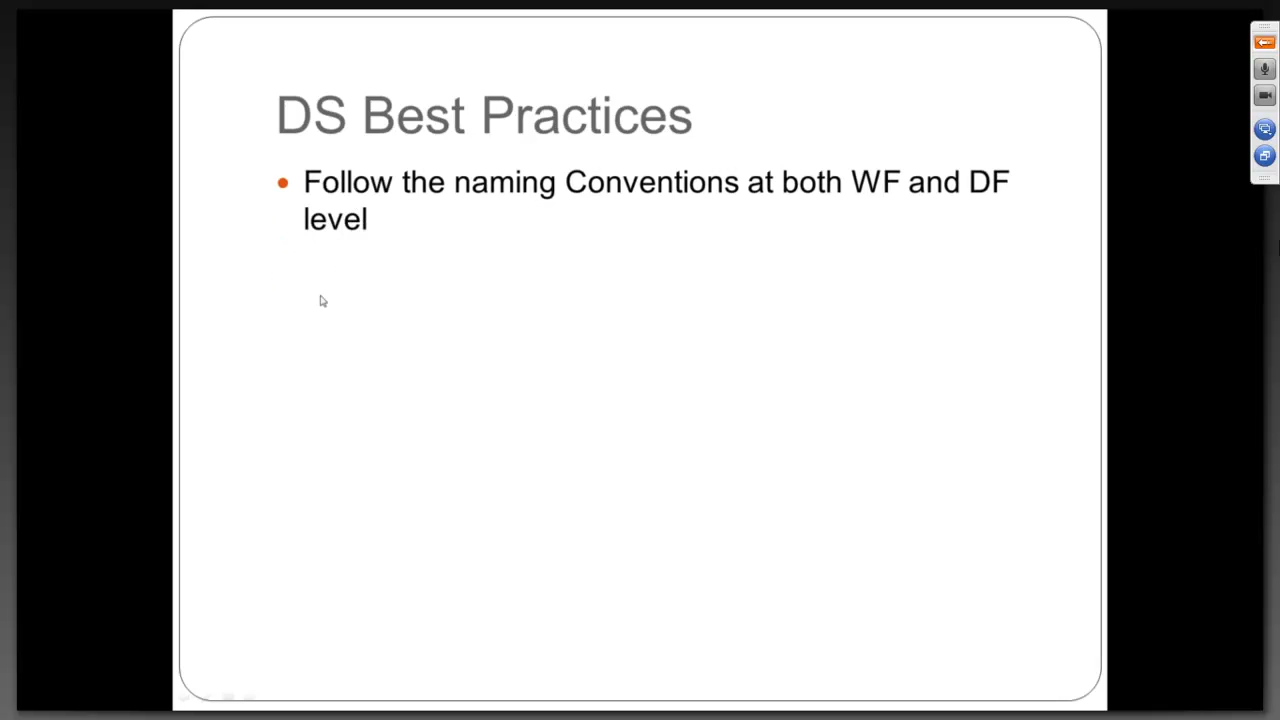 DS Best Practices
Follow the naming Conventions at both WF and DF
level